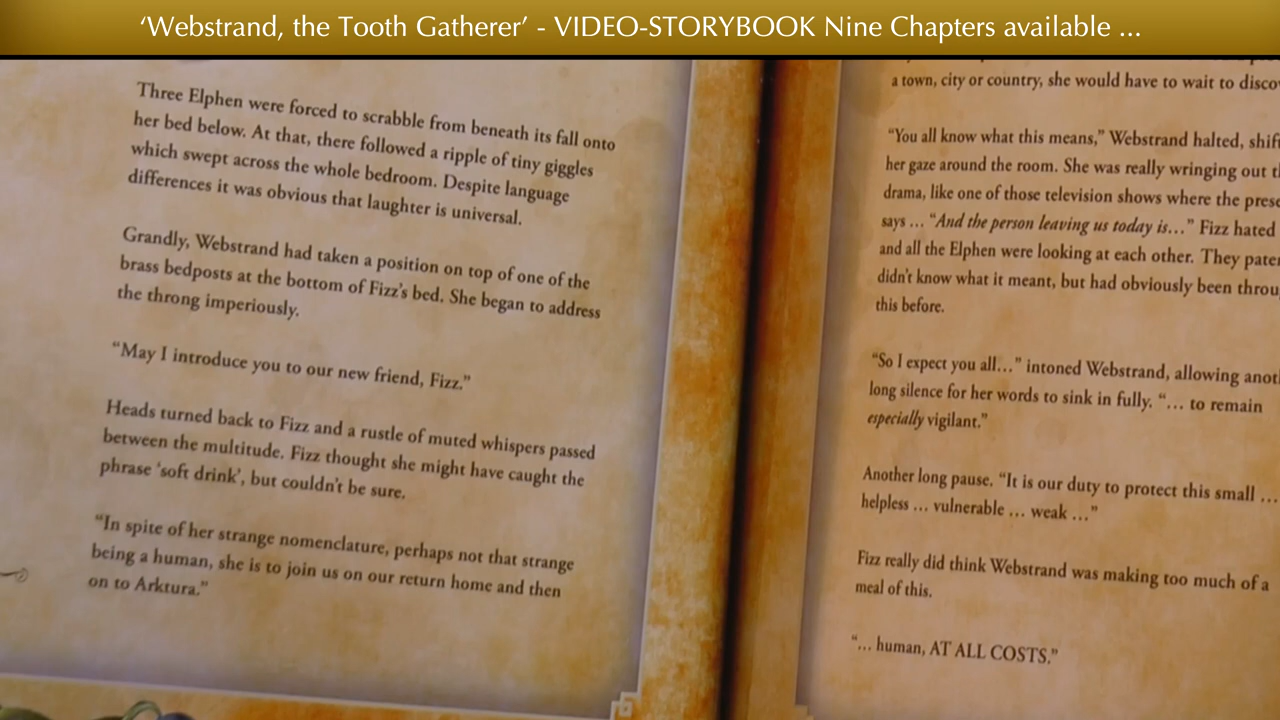 ‘Webstrand, the Tooth Gatherer’ - VIDEO-STORYBOOK Nine Chapters available ...
Three Elphen were forced to scrabble from beneath its fall onto
her bed below. At that, there followed a ripple of tiny giggles
which swept across the whole bedroom. Despite language
differences it was obvious that laughter is universal.
Grandly, Webstrand had taken a position on top of one of the
brass bedposts at the bottom of Fizz’s bed. She began to address
the throng imperiously.
“May I introduce you to our new friend, Fizz.”
Heads turned back to Fizz and a rustle of muted whispers passed
between the multitude. Fizz thought she might have caught the
phrase ‘soft drink’, but couldn’t be sure.
“In spite of her strange nomenclature, perhaps not that strange
being a human, she is to join us on our return home and then
on to Arktura.”
a town, city or country, she would have to wait to disco
“You all know what this means,” Webstrand halted, shif
her gaze around the room. She was really wringing out t
drama, like one of those television shows where the prese
says ... “And the person leaving us today is...” Fizz hated
and all the Elphen were looking at each other. They pate
didn’t know what it meant, but had obviously been throu
this before.
“So I expect you all...” intoned Webstrand, allowing anot
long silence for her words to sink in fully. “... to remain
especially vigilant.”
Another long pause. “It is our duty to protect this small ...
helpless ... vulnerable ... weak ...”
Fizz really did think Webstrand was making too much of a
meal of this.
“... human, AT ALL COSTS.”